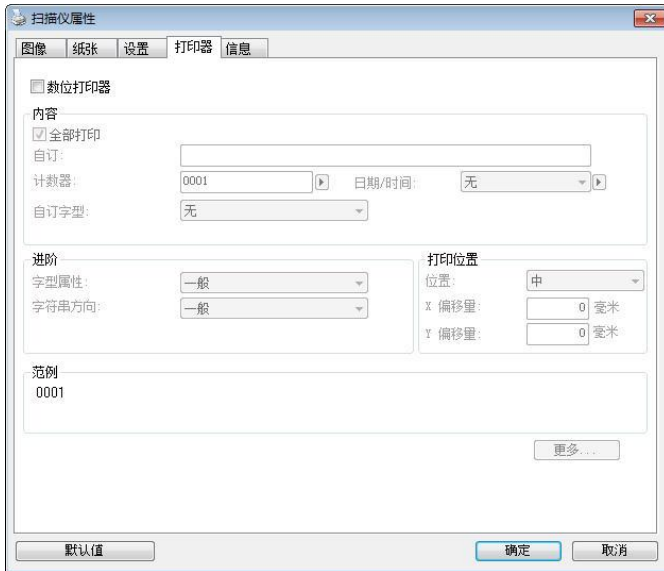 扫描仪属性
图像 纸张 设置 打印器 信息
数位打印器
内容
全部打印
自订:
计数器: 0001 日期/时间: 无
自订字型: 无
进阶
字型属性: 一般
字符串方向: 一般
打印位置
位置: 中
X 偏移量: 0 毫米
Y 偏移量: 0 毫米
范例
0001
更多...
默认值 确定 取消